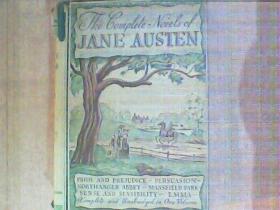 The Complete Novels of
JANE AUSTEN
PRIDE AND PREJUDICE - PERSUASION -
NORTHANGER ABBEY - MANSFIELD PARK
SENSE AND SENSIBILITY - EMMA -
Complete and Unabridged in One Volume